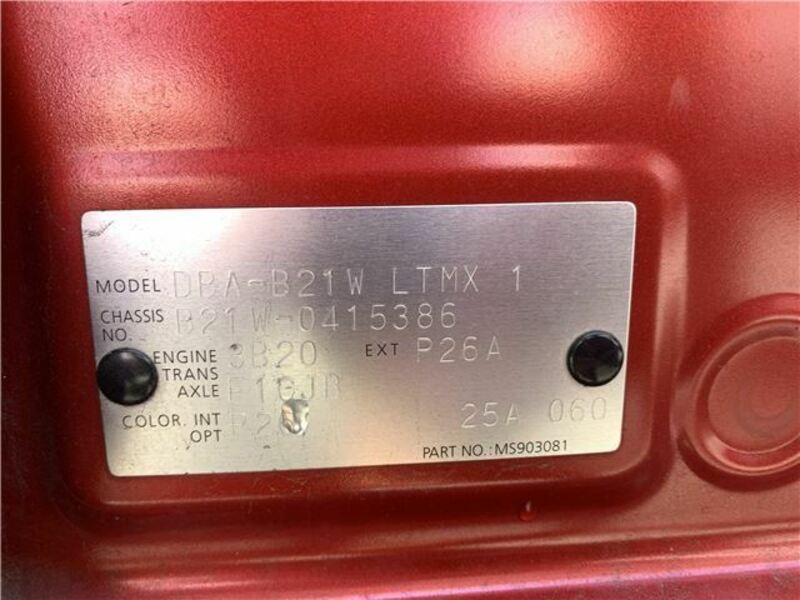 MODEL DBA-B21W LTMX 1
CHASSIS NO. B21W-0415386
ENGINE 3B20 EXT P26A
TRANS AXLE F1CJB
COLOR. INT OPT 25A 060
PART NO.: MS903081